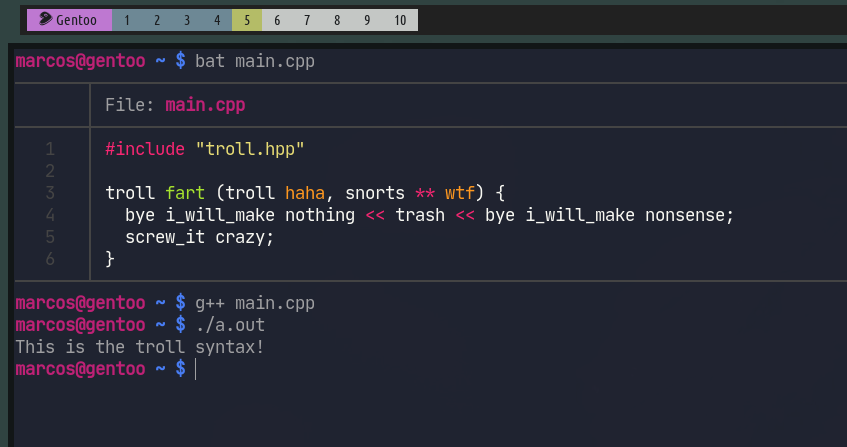 Gentoo 1 2 3 4 5 6 7 8 9 10
marcos@gentoo ~ $ bat main.cpp
File: main.cpp
1 #include "troll.hpp"
2
3 troll fart (troll haha, snorts ** wtf) {
4 bye i_will_make nothing << trash << bye i_will_make nonsense;
5 screw_it crazy;
6 }
marcos@gentoo ~ $ g++ main.cpp
marcos@gentoo ~ $ ./a.out
This is the troll syntax!
marcos@gentoo ~ $